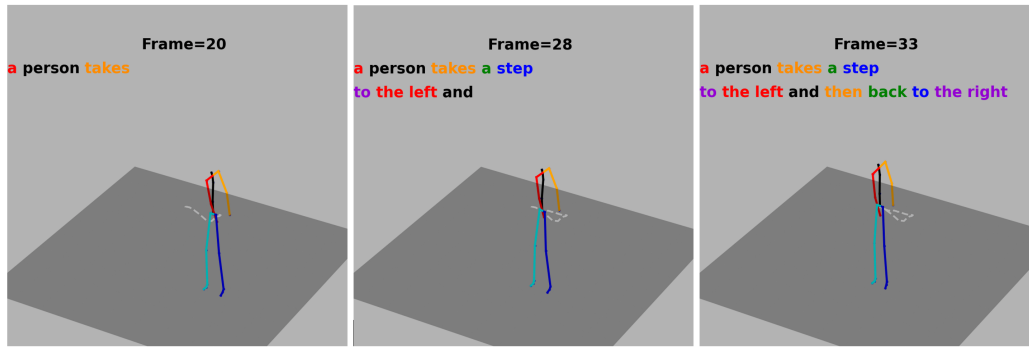 Frame=20
a person takes
Frame=28
a person takes a step
to the left and
Frame=33
a person takes a step
to the left and then back to the right